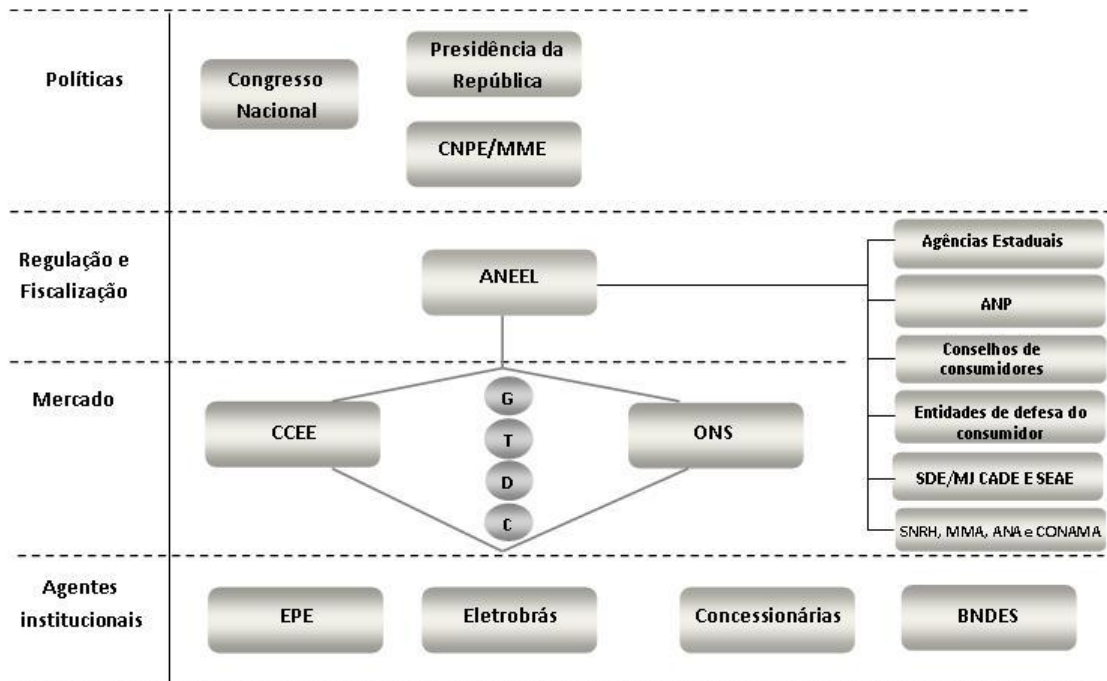 Políticas
Congresso
Nacional
Presidência da
República
CNPE/MME
Regulação e
Fiscalização
ANEEL
Agências Estaduais
ANP
Conselhos de
consumidores
Entidades de defesa do
consumidor
SDE/MJ CADE E SEAE
SNRH, MMA, ANA e CONAMA
Mercado
CCEE
G
T
D
C
ONS
Agentes
institucionais
EPE
Eletrobrás
Concessionárias
BNDES